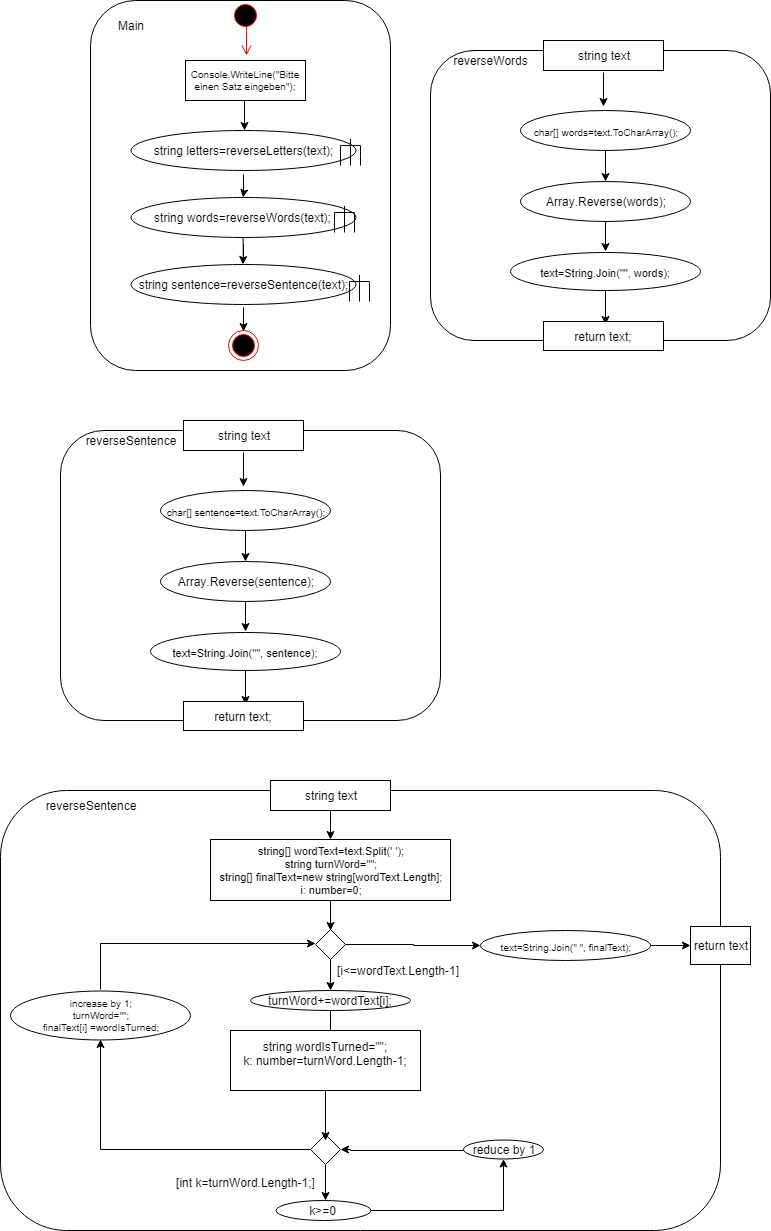 Main
Console.WriteLine("Bitte
einen Satz eingeben");
string letters=reverseLetters(text);
string words=reverseWords(text);
string sentence=reverseSentence(text);
reverseWords
string text
char[] words=text.ToCharArray();
Array.Reverse(words);
text=String.Join("", words);
return text;
reverseSentence
string text
char[] sentence=text.ToCharArray();
Array.Reverse(sentence);
text=String.Join("", sentence);
return text;
reverseSentence
string text
string[] wordText=text.Split(' ');
string turnWord="";
string[] finalText=new string[wordText.Length];
i: number=0;
text=String.Join(" ", finalText);
return text
[i<=wordText.Length-1]
turnWord+=wordText[i];
increase by 1;
turnWord="";
finalText[i] =wordIsTurned;
string wordIsTurned="";
k: number=turnWord.Length-1;
reduce by 1
[int k=turnWord.Length-1;]
k>=0